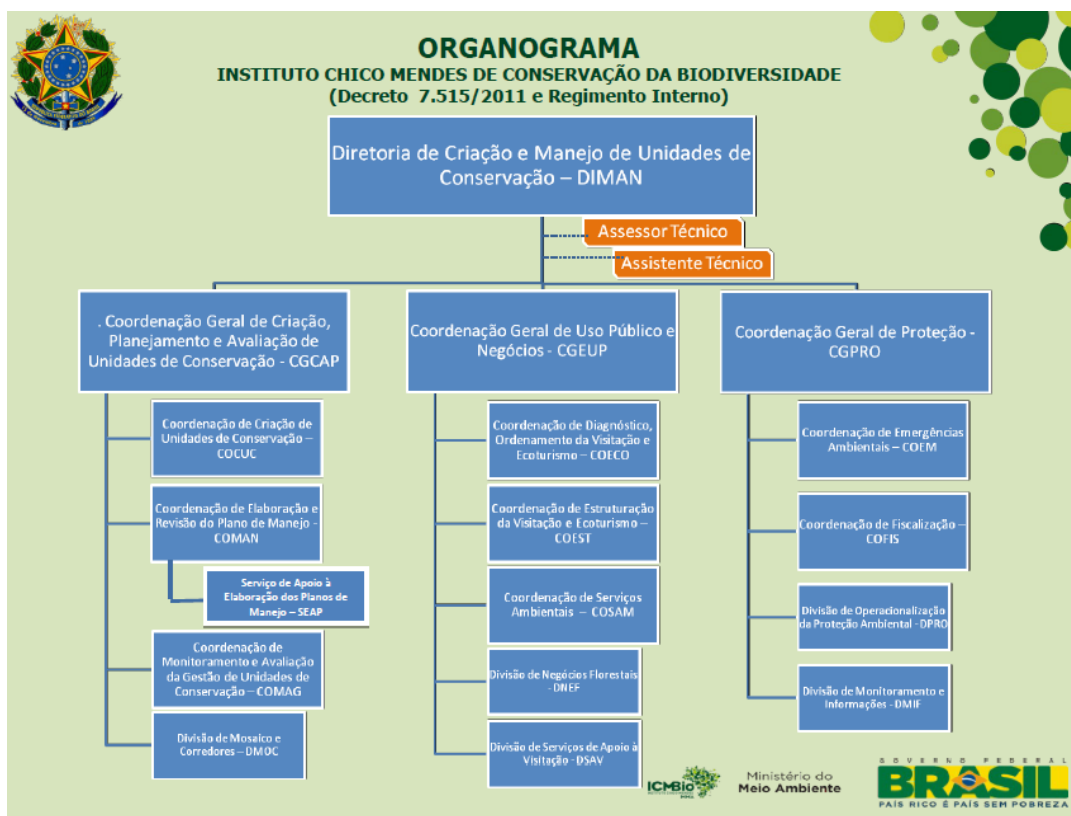 ORGANOGRAMA
INSTITUTO CHICO MENDES DE CONSERVAÇÃO DA BIODIVERSIDADE
(Decreto 7.515/2011 e Regimento Interno)
Diretoria de Criação e Manejo de Unidades de
Conservação – DIMAN
Assessor Técnico
Assistente Técnico
. Coordenação Geral de Criação,
Planejamento e Avaliação de
Unidades de Conservação - CGCAP
Coordenação de Criação de
Unidades de Conservação –
COCUC
Coordenação de Elaboração e
Revisão do Plano de Manejo -
COMAN
Serviço de Apoio à
Elaboração dos Planos de
Manejo – SEAP
Coordenação de
Monitoramento e Avaliação
da Gestão de Unidades de
Conservação – COMAG
Divisão de Mosaico e
Corredores – DMOC
Coordenação Geral de Uso Público e
Negócios - CGEUP
Coordenação de Diagnóstico,
Ordenamento da Visitação e
Ecoturismo – COECO
Coordenação de Estruturação
da Visitação e Ecoturismo –
COEST
Coordenação de Serviços
Ambientais – COSAM
Divisão de Negócios Florestais
- DNEF
Divisão de Serviços de Apoio à
Visitação - DSAV
Coordenação Geral de Proteção -
CGPRO
Coordenação de Emergências
Ambientais – COEM
Coordenação de Fiscalização –
COFIS
Divisão de Operacionalização
da Proteção Ambiental - DPRO
Divisão de Monitoramento e
Informações - DMIF
ICMBio
Ministério do
Meio Ambiente
GOVERNO FEDERAL
BRASIL
PAÍS RICO É PAÍS SEM POBREZA